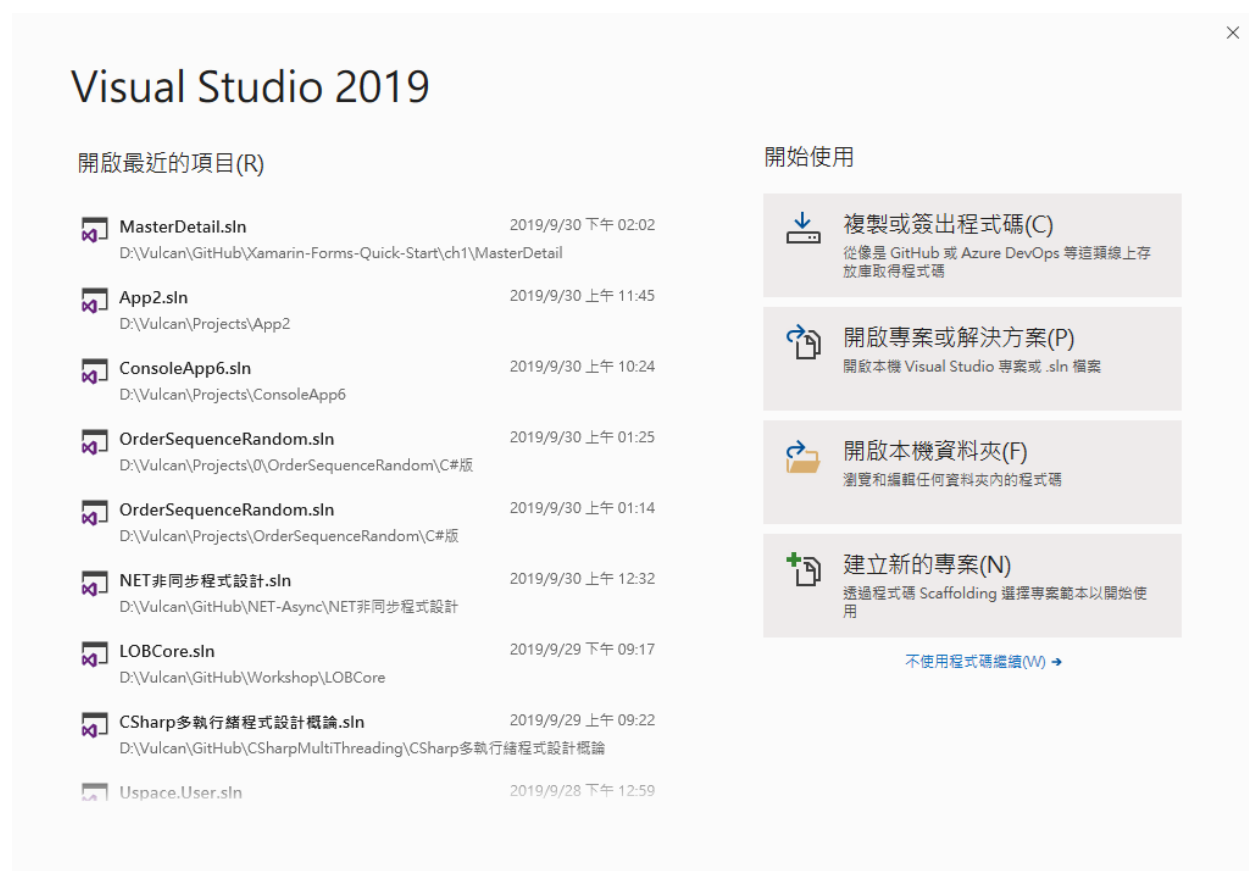 Visual Studio 2019
開啟最近的項目(R)
MasterDetail.sln 2019/9/30 下午 02:02
D:\Vulcan\GitHub\Xamarin-Forms-Quick-Start\ch1\MasterDetail
App2.sln 2019/9/30 上午 11:45
D:\Vulcan\Projects\App2
ConsoleApp6.sln 2019/9/30 上午 10:24
D:\Vulcan\Projects\ConsoleApp6
OrderSequenceRandom.sln 2019/9/30 上午 01:25
D:\Vulcan\Projects\0\OrderSequenceRandom\C#版
OrderSequenceRandom.sln 2019/9/30 上午 01:14
D:\Vulcan\Projects\OrderSequenceRandom\C#版
NET非同步程式設計.sln 2019/9/30 上午 12:32
D:\Vulcan\GitHub\NET-Async\NET非同步程式設計
LOBCore.sln 2019/9/29 下午 09:17
D:\Vulcan\GitHub\Workshop\LOBCore
CSharp多執行緒程式設計概論.sln 2019/9/29 上午 09:22
D:\Vulcan\GitHub\CSharpMultiThreading\CSharp多執行緒程式設計概論
Uspace.User.sln 2019/9/28 下午 12:59
開始使用
複製或簽出程式碼(C)
從像是 GitHub 或 Azure DevOps 等這類線上存
放庫取得程式碼
開啟專案或解決方案(P)
開啟本機 Visual Studio 專案或 .sln 檔案
開啟本機資料夾(F)
瀏覽和編輯任何資料夾內的程式碼
建立新的專案(N)
透過程式碼 Scaffolding 選擇專案範本以開始使
用
不使用程式碼繼續(W)